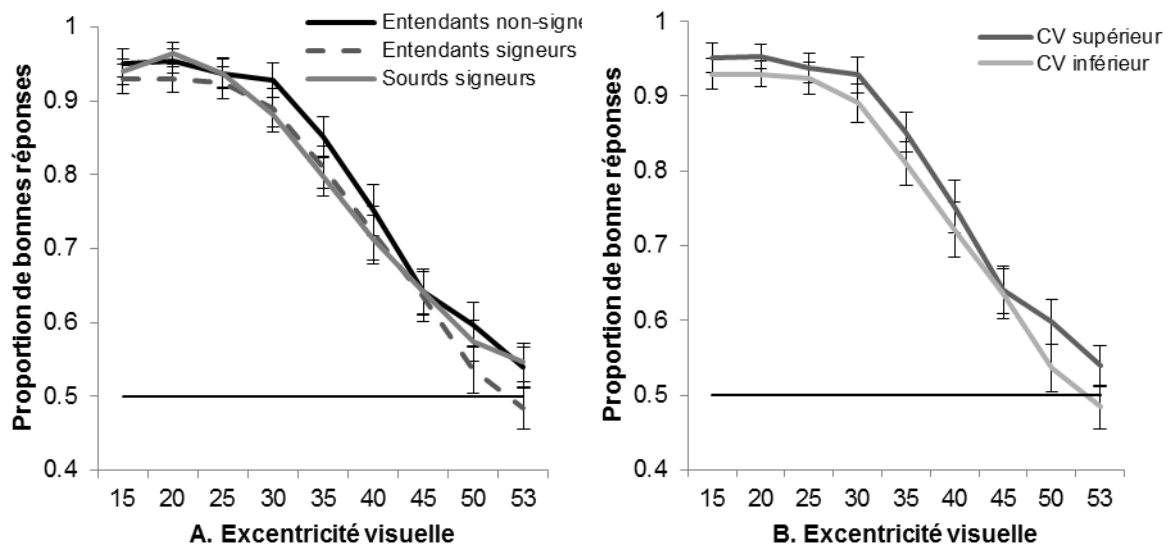 Proportion de bonnes réponses
1
0.9
0.8
0.7
0.6
0.5
0.4
Entendants non-signe
Entendants signeurs
Sourds signeurs
15 20 25 30 35 40 45 50 53
A. Excentricité visuelle
Proportion de bonne réponses
1
0.9
0.8
0.7
0.6
0.5
0.4
CV supérieur
CV inférieur
15 20 25 30 35 40 45 50 53
B. Excentricité visuelle